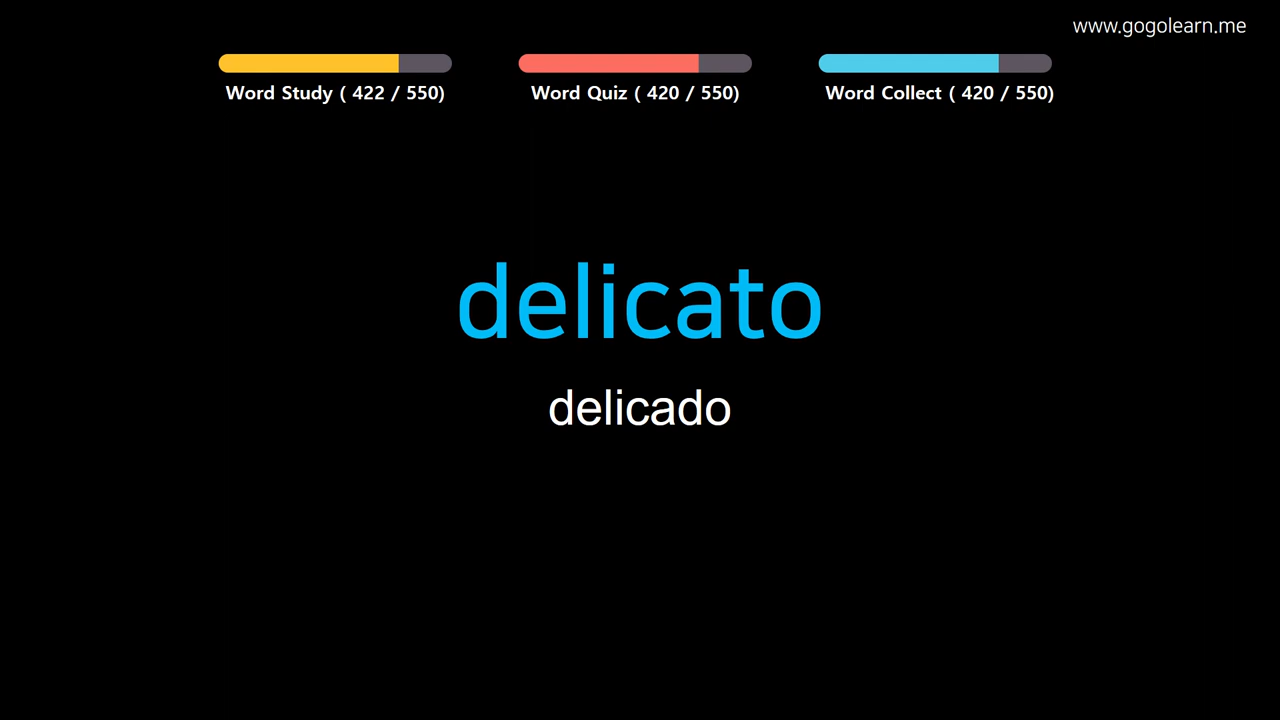 www.gogolearn.me
Word Study ( 422 / 550)
Word Quiz ( 420 / 550)
Word Collect ( 420 / 550)
delicato
delicado